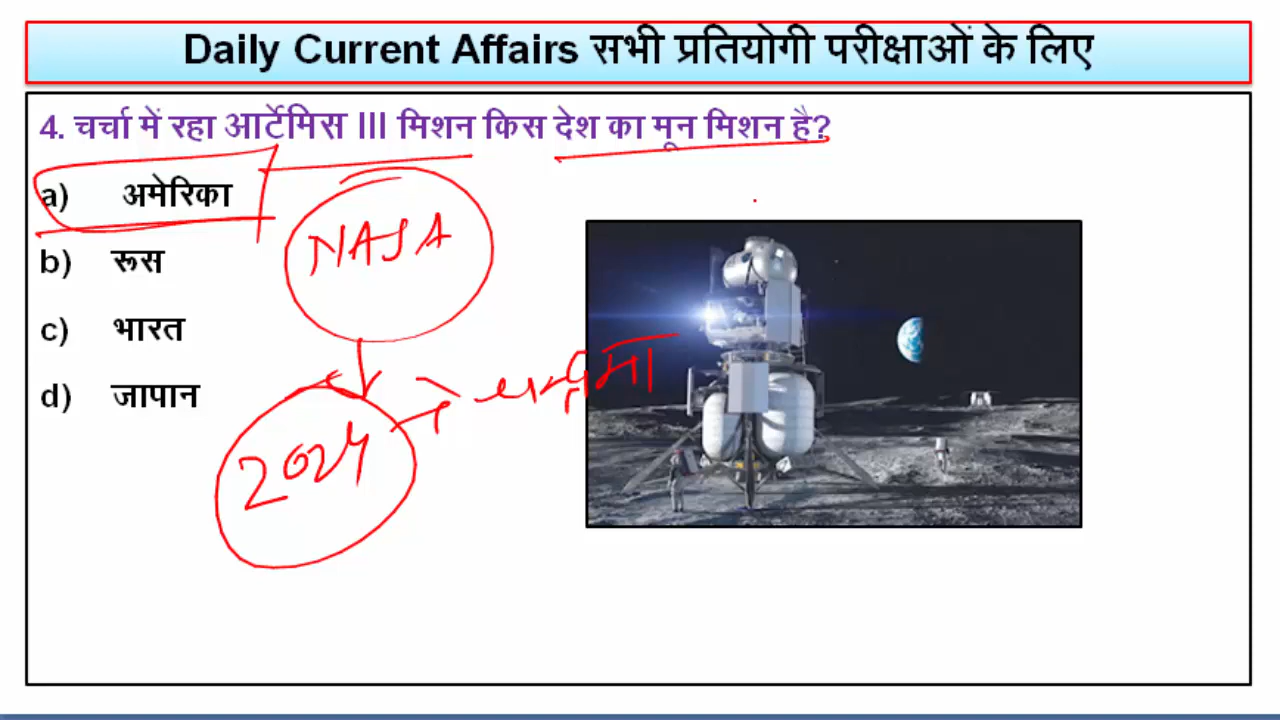 Daily Current Affairs सभी प्रतियोगी परीक्षाओं के लिए
4. चर्चा में रहा आर्टेमिस III मिशन किस देश का मून मिशन है?
a) अमेरिका
NASA
b) रूस
c) भारत
d) जापान
2024